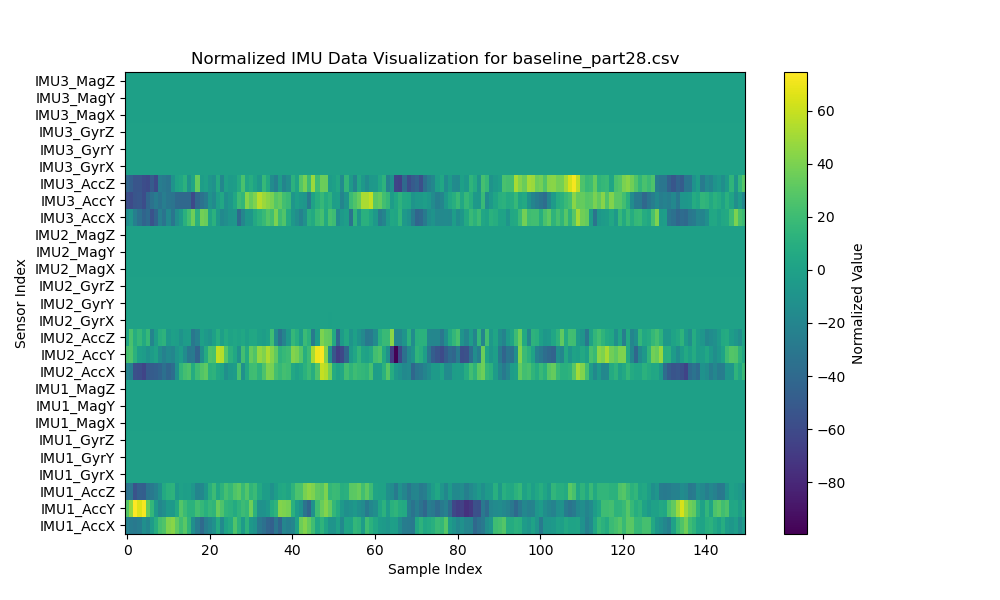 Normalized IMU Data Visualization for baseline_part28.csv
IMU3_MagZ
IMU3_MagY
IMU3_MagX
IMU3_GyrZ
IMU3_GyrY
IMU3_GyrX
IMU3_AccZ
IMU3_AccY
IMU3_AccX
IMU2_MagZ
IMU2_MagY
IMU2_MagX
IMU2_GyrZ
IMU2_GyrY
IMU2_GyrX
IMU2_AccZ
IMU2_AccY
IMU2_AccX
IMU1_MagZ
IMU1_MagY
IMU1_MagX
IMU1_GyrZ
IMU1_GyrY
IMU1_GyrX
IMU1_AccZ
IMU1_AccY
IMU1_AccX
Sensor Index
0 20 40 60 80 100 120 140
Sample Index
60
40
20
0
−20
−40
−60
−80
Normalized Value